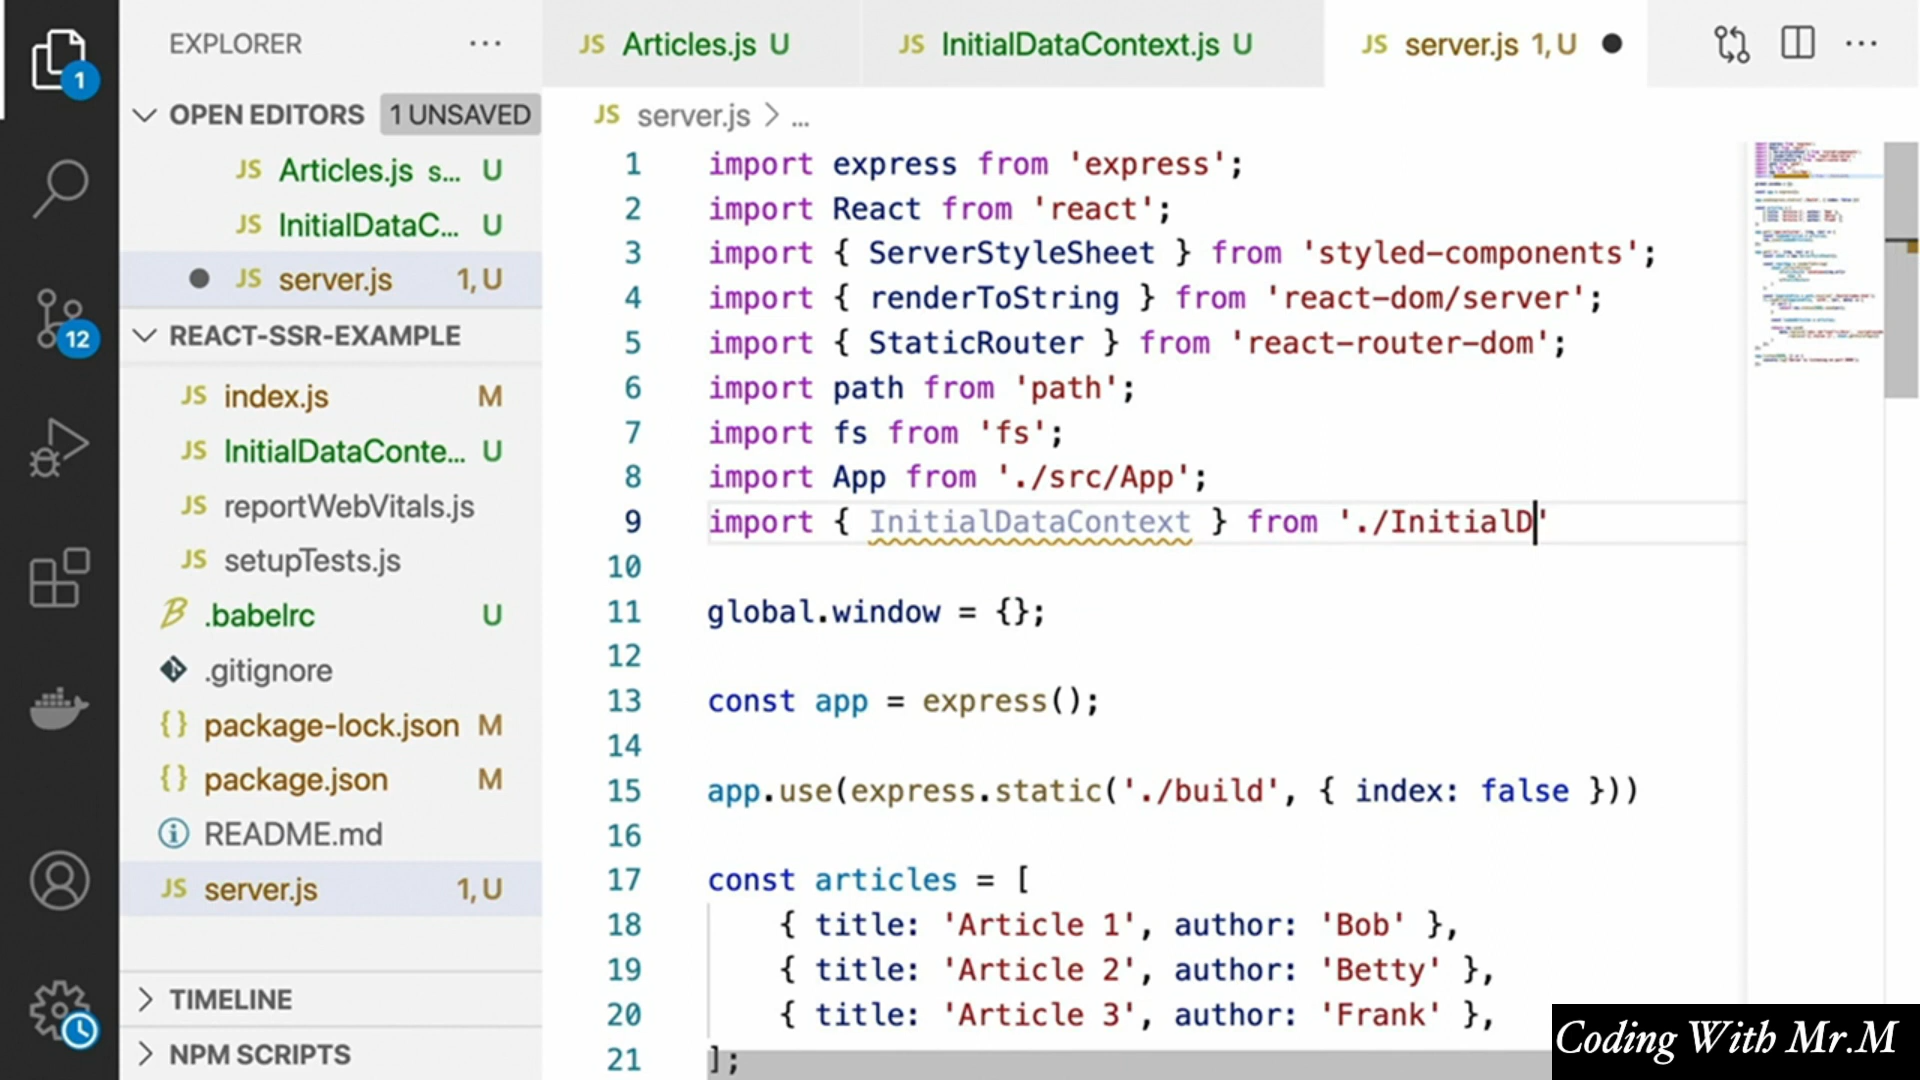 EXPLORER
1
OPEN EDITORS 1 UNSAVED
JS Articles.js s... U
JS InitialDataC... U
JS server.js 1, U
REACT-SSR-EXAMPLE
JS index.js M
JS InitialDataConte... U
JS reportWebVitals.js
JS setupTests.js
.babelrc U
.gitignore
{} package-lock.json M
{} package.json M
README.md
JS server.js 1, U
TIMELINE
NPM SCRIPTS
12
JS Articles.js U
JS InitialDataContext.js U
JS server.js 1, U
JS server.js > ...
1 import express from 'express';
2 import React from 'react';
3 import { ServerStyleSheet } from 'styled-components';
4 import { renderToString } from 'react-dom/server';
5 import { StaticRouter } from 'react-router-dom';
6 import path from 'path';
7 import fs from 'fs';
8 import App from './src/App';
9 import { InitialDataContext } from './InitialD'
10
11 global.window = {};
12
13 const app = express();
14
15 app.use(express.static('./build', { index: false }))
16
17 const articles = [
18 { title: 'Article 1', author: 'Bob' },
19 { title: 'Article 2', author: 'Betty' },
20 { title: 'Article 3', author: 'Frank' },
21 ];
Coding With Mr.M